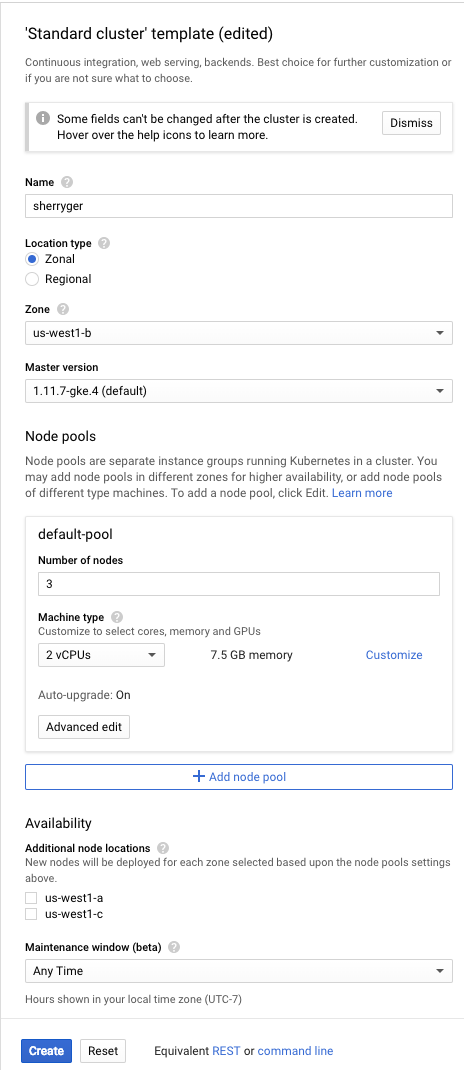 'Standard cluster' template (edited)
Continuous integration, web serving, backends. Best choice for further customization or
if you are not sure what to choose.
Some fields can't be changed after the cluster is created.
Hover over the help icons to learn more.
Dismiss
Name
sherryger
Location type
Zonal
Regional
Zone
us-west1-b
Master version
1.11.7-gke.4 (default)
Node pools
Node pools are separate instance groups running Kubernetes in a cluster. You
may add node pools in different zones for higher availability, or add node pools
of different type machines. To add a node pool, click Edit. Learn more
default-pool
Number of nodes
3
Machine type
Customize to select cores, memory and GPUs
2 vCPUs 7.5 GB memory Customize
Auto-upgrade: On
Advanced edit
Add node pool
Availability
Additional node locations
New nodes will be deployed for each zone selected based upon the node pools settings
above.
us-west1-a
us-west1-c
Maintenance window (beta)
Any Time
Hours shown in your local time zone (UTC-7)
Create Reset Equivalent REST or command line